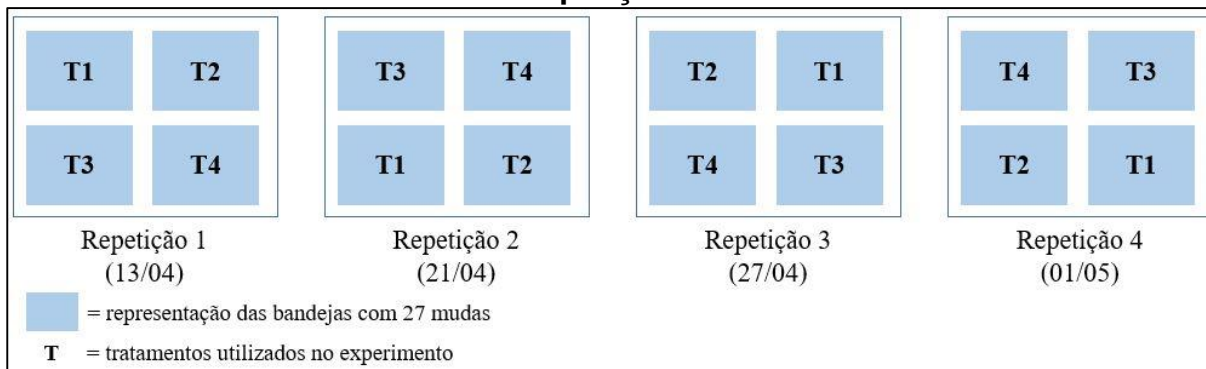 T1 T2 T3 T4 T2 T1 T4 T3
T3 T4 T1 T2 T4 T3 T2 T1
Repetição 1 Repetição 2 Repetição 3 Repetição 4
(13/04) (21/04) (27/04) (01/05)
= representação das bandejas com 27 mudas
T = tratamentos utilizados no experimento